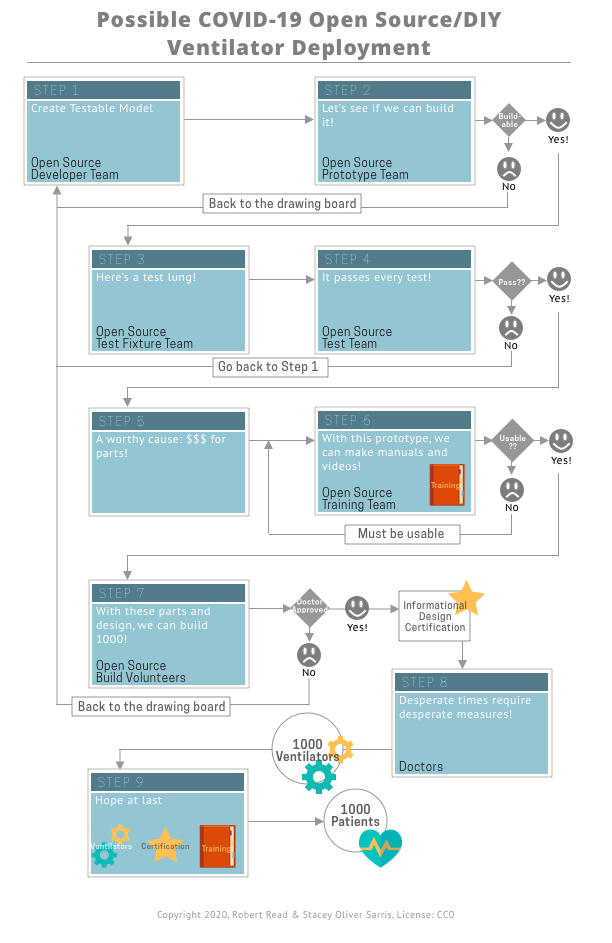 Possible COVID-19 Open Source/DIY
Ventilator Deployment
STEP 1
Create Testable Model
Open Source
Developer Team
STEP 2
Let's see if we can build
it!
Open Source
Prototype Team
Build-
able
Yes!
No
Back to the drawing board
STEP 3
Here's a test lung!
Open Source
Test Fixture Team
STEP 4
It passes every test!
Open Source
Test Team
Pass??
Yes!
No
Go back to Step 1
STEP 5
A worthy cause: $$$ for
parts!
STEP 6
With this prototype, we
can make manuals and
videos!
Open Source
Training Team
Training
Usable
??
Yes!
No
Must be usable
STEP 7
With these parts and
design, we can build
1000!
Open Source
Build Volunteers
Doctor
Approved
Yes!
No
Informational
Design
Certification
Back to the drawing board
STEP 8
Desperate times require
desperate measures!
Doctors
1000
Ventilators
STEP 9
Hope at last
Ventilators
Certification
Training
1000
Patients
Copyright 2020, Robert Read & Stacey Oliver Sarris, License: CC0